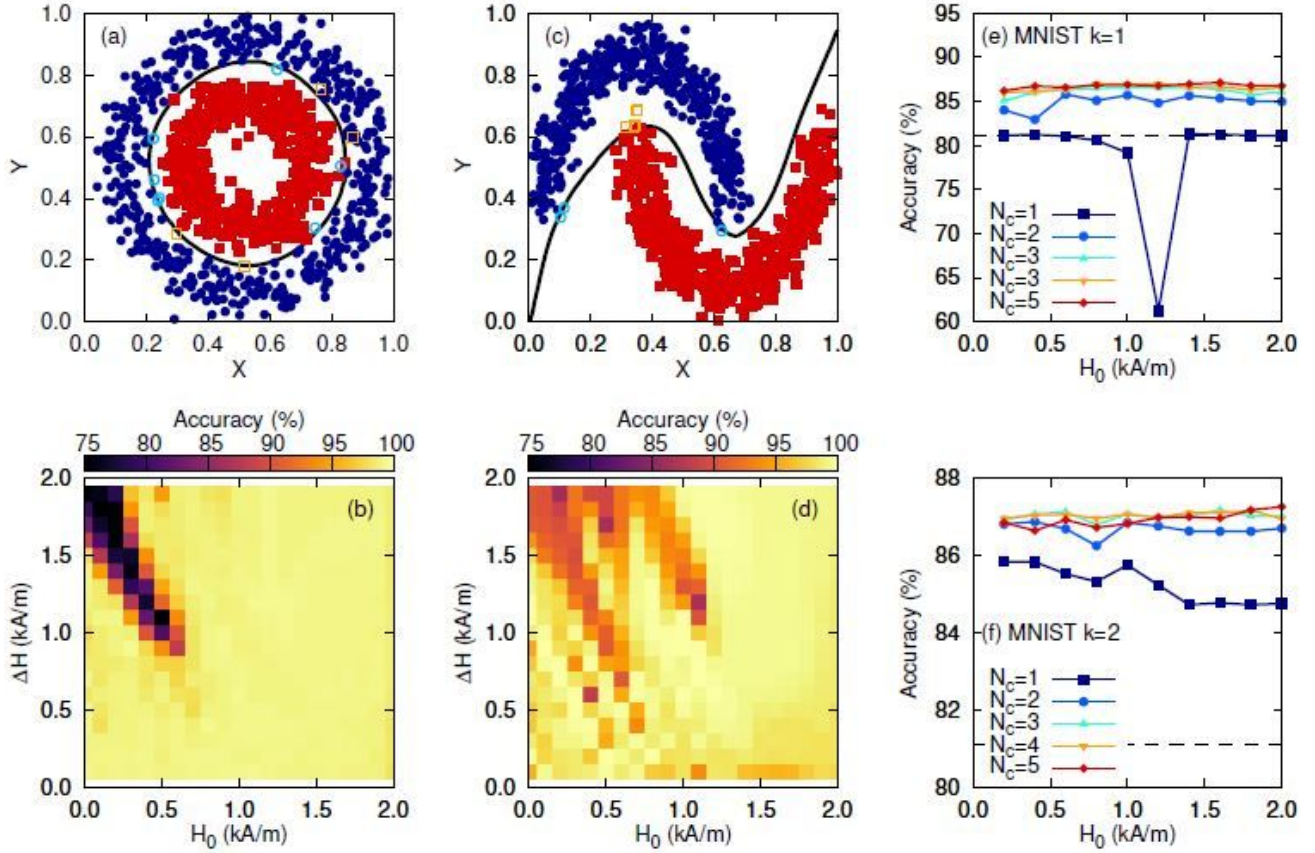 (a)
1.0
0.8
0.6
0.4
0.2
0.0
Y
0.0 0.2 0.4 0.6 0.8 1.0
X
(c)
1.0
0.8
0.6
0.4
0.2
0.0
Y
0.0 0.2 0.4 0.6 0.8 1.0
X
(e) MNIST k=1
95
90
85
80
75
70
65
60
Accuracy (%)
N_c=1
N_c=2
N_c=3
N_c=3
N_c=5
0.0 0.5 1.0 1.5 2.0
H_0 (kA/m)
Accuracy (%)
75 80 85 90 95 100
(b)
2.0
1.5
1.0
0.5
0.0
ΔH (kA/m)
0.0 0.5 1.0 1.5 2.0
H_0 (kA/m)
Accuracy (%)
75 80 85 90 95 100
(d)
2.0
1.5
1.0
0.5
0.0
ΔH (kA/m)
0.0 0.5 1.0 1.5 2.0
H_0 (kA/m)
88
86
84
82
80
Accuracy (%)
(f) MNIST k=2
N_c=1
N_c=2
N_c=3
N_c=4
N_c=5
0.0 0.5 1.0 1.5 2.0
H_0 (kA/m)